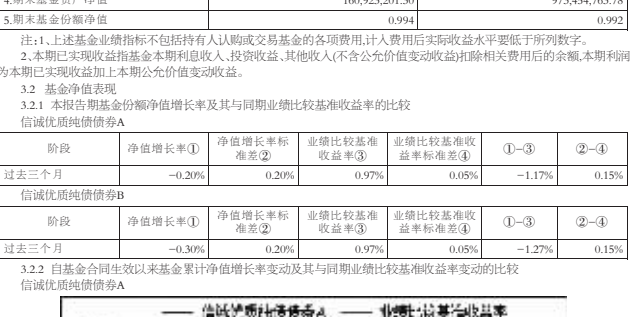 5.期末基金份额净值 0.994 0.992
注:1、上述基金业绩指标不包括持有人认购或交易基金的各项费用,计入费用后实际收益水平要低于所列数字。
2、本期已实现收益指基金本期利息收入、投资收益、其他收入(不含公允价值变动收益)扣除相关费用后的余额,本期利润
为本期已实现收益加上本期公允价值变动收益。
3.2 基金净值表现
3.2.1 本报告期基金份额净值增长率及其与同期业绩比较基准收益率的比较
信诚优质纯债债券A
阶段 净值增长率① 净值增长率标准差② 业绩比较基准收益率③ 业绩比较基准收益率标准差④ ①-③ ②-④
过去三个月 -0.20% 0.20% 0.97% 0.05% -1.17% 0.15%
信诚优质纯债债券B
阶段 净值增长率① 净值增长率标准差② 业绩比较基准收益率③ 业绩比较基准收益率标准差④ ①-③ ②-④
过去三个月 -0.30% 0.20% 0.97% 0.05% -1.27% 0.15%
3.2.2 自基金合同生效以来基金累计净值增长率变动及其与同期业绩比较基准收益率变动的比较
信诚优质纯债债券A
信诚优质纯债债券A 业绩比较基准收益率